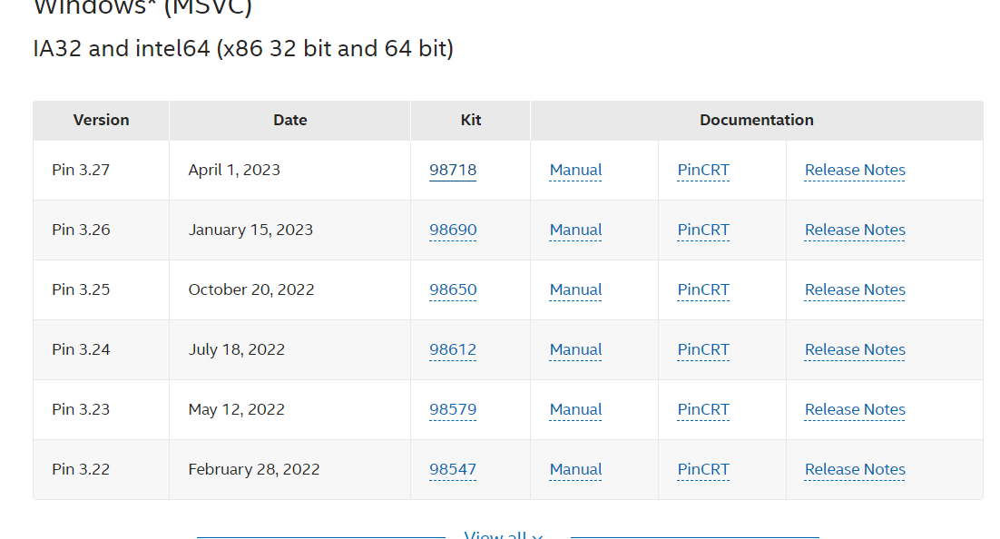 Windows* (MSVC)
IA32 and intel64 (x86 32 bit and 64 bit)
Version Date Kit Documentation
Pin 3.27 April 1, 2023 98718 Manual PinCRT Release Notes
Pin 3.26 January 15, 2023 98690 Manual PinCRT Release Notes
Pin 3.25 October 20, 2022 98650 Manual PinCRT Release Notes
Pin 3.24 July 18, 2022 98612 Manual PinCRT Release Notes
Pin 3.23 May 12, 2022 98579 Manual PinCRT Release Notes
Pin 3.22 February 28, 2022 98547 Manual PinCRT Release Notes
View all